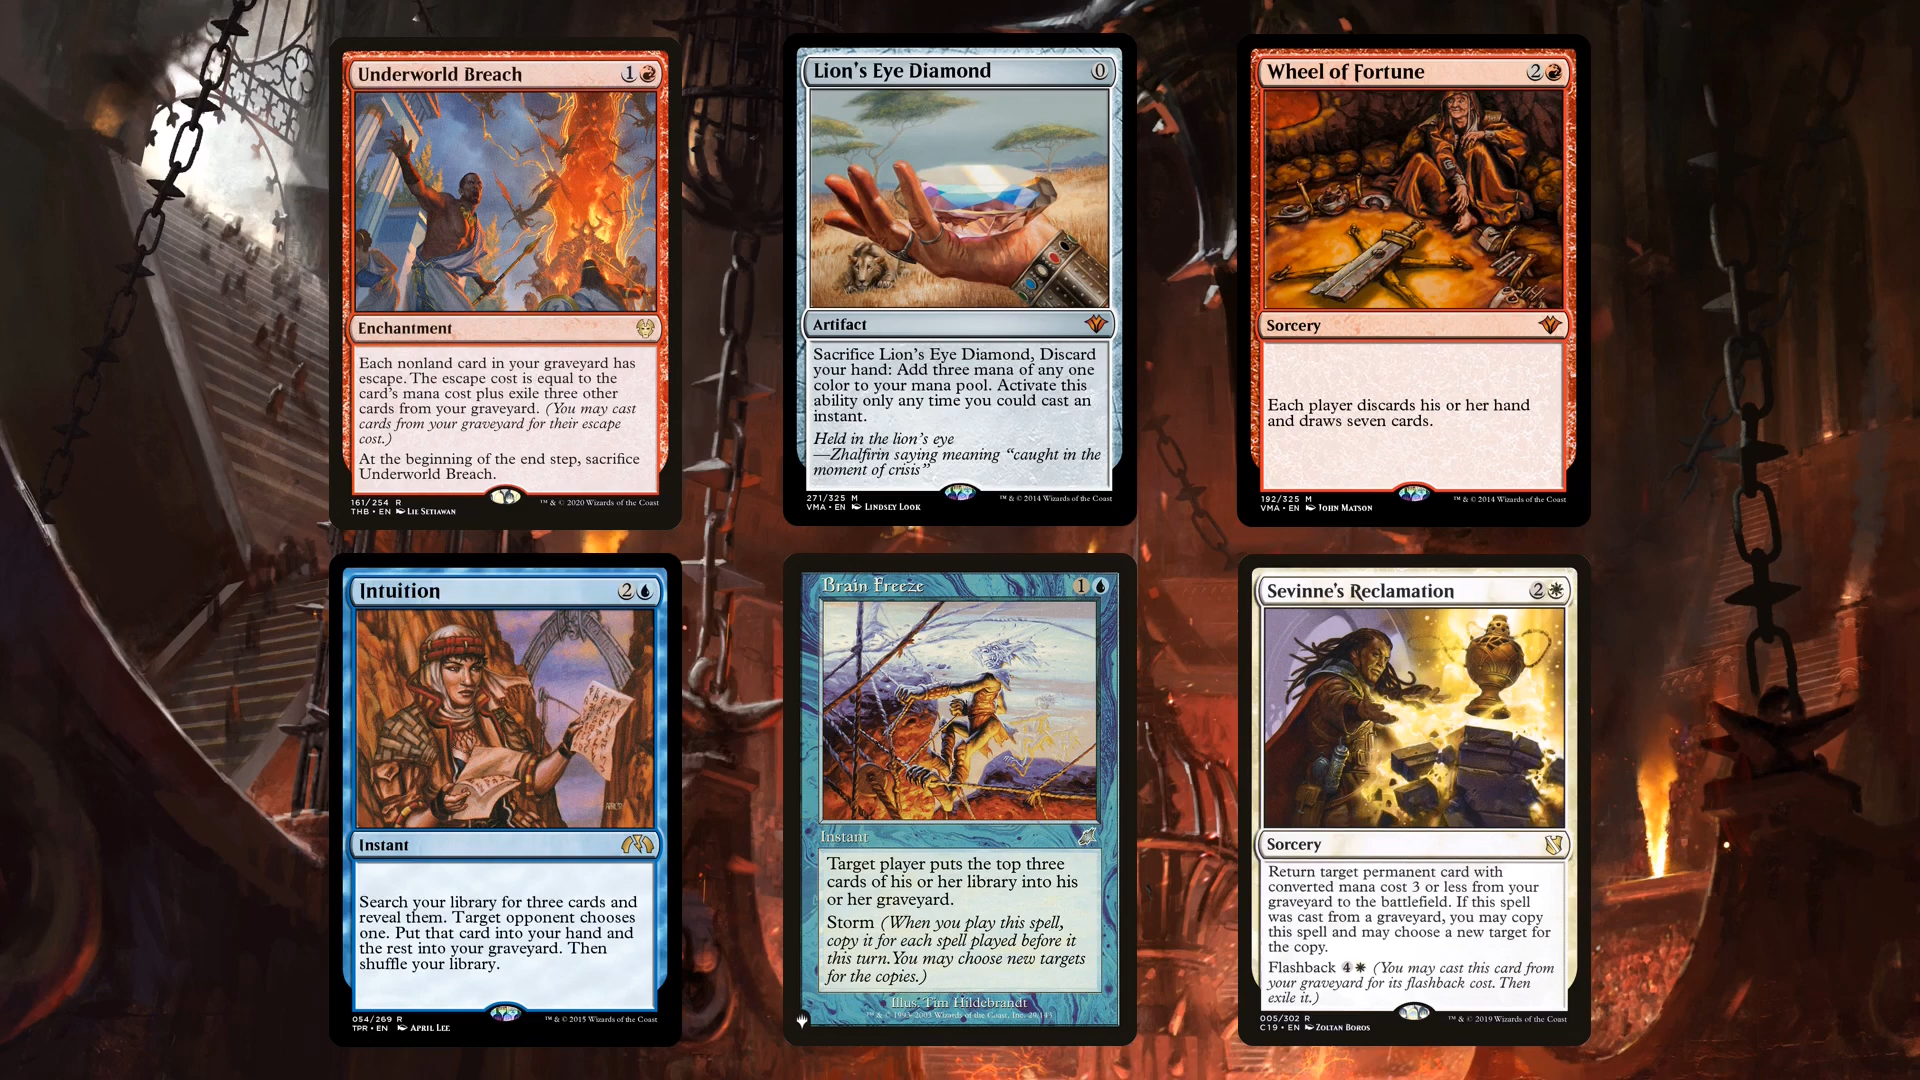 Underworld Breach 1
Enchantment
Each nonland card in your graveyard has
escape. The escape cost is equal to the
card's mana cost plus exile three other
cards from your graveyard. (You may cast
cards from your graveyard for their escape
cost.)
At the beginning of the end step, sacrifice
Underworld Breach.
161/254 R
THB • EN Lie Setiawan
™ & © 2020 Wizards of the Coast
Lion's Eye Diamond 0
Artifact
Sacrifice Lion's Eye Diamond, Discard
your hand: Add three mana of any one
color to your mana pool. Activate this
ability only any time you could cast an
instant.
Held in the lion's eye
—Zhalfirin saying meaning "caught in the
moment of crisis"
271/325 M
VMA • EN Lindsey Look
™ & © 2014 Wizards of the Coast
Wheel of Fortune 2
Sorcery
Each player discards his or her hand
and draws seven cards.
192/325 M
VMA • EN John Matson
™ & © 2014 Wizards of the Coast
Intuition 2
Instant
Search your library for three cards and
reveal them. Target opponent chooses
one. Put that card into your hand and
the rest into your graveyard. Then
shuffle your library.
054/269 R
TPR • EN April Lee
™ & © 2015 Wizards of the Coast
Brain Freeze 1
Instant
Target player puts the top three
cards of his or her library into his
or her graveyard.
Storm (When you play this spell,
copy it for each spell played before it
this turn.You may choose new targets
for the copies.)
Illus. Tim Hildebrandt
™ & © 1993-2003 Wizards of the Coast, Inc. 29/143
Sevinne's Reclamation 2
Sorcery
Return target permanent card with
converted mana cost 3 or less from your
graveyard to the battlefield. If this spell
was cast from a graveyard, you may copy
this spell and may choose a new target for
the copy.
Flashback 4 (You may cast this card from
your graveyard for its flashback cost. Then
exile it.)
005/302 R
C19 • EN Zoltan Boros
™ & © 2019 Wizards of the Coast